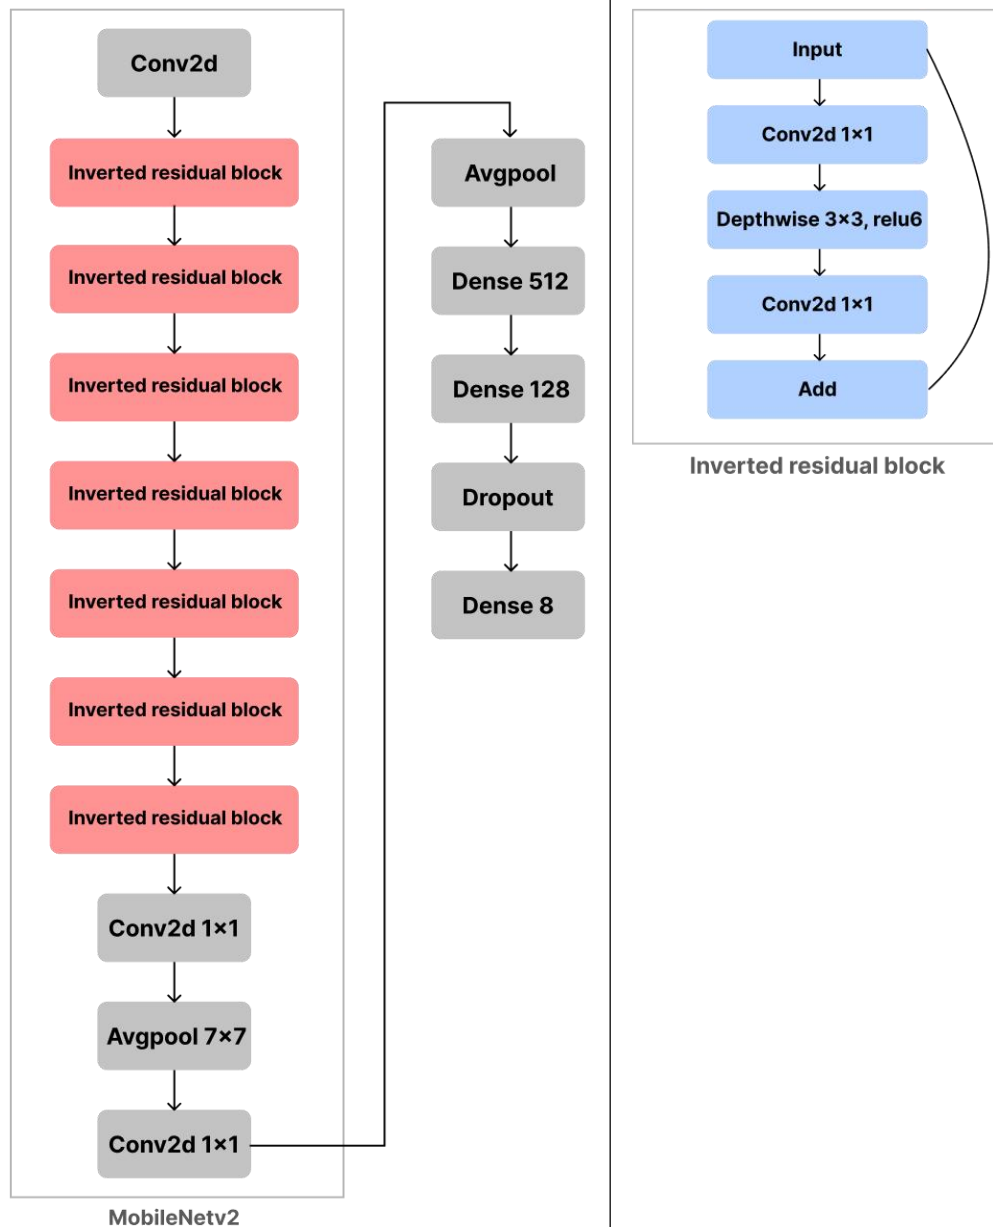 Conv2d
Inverted residual block
Inverted residual block
Inverted residual block
Inverted residual block
Inverted residual block
Inverted residual block
Inverted residual block
Conv2d 1×1
Avgpool 7×7
Conv2d 1×1
MobileNetv2
Avgpool
Dense 512
Dense 128
Dropout
Dense 8
Input
Conv2d 1×1
Depthwise 3×3, relu6
Conv2d 1×1
Add
Inverted residual block